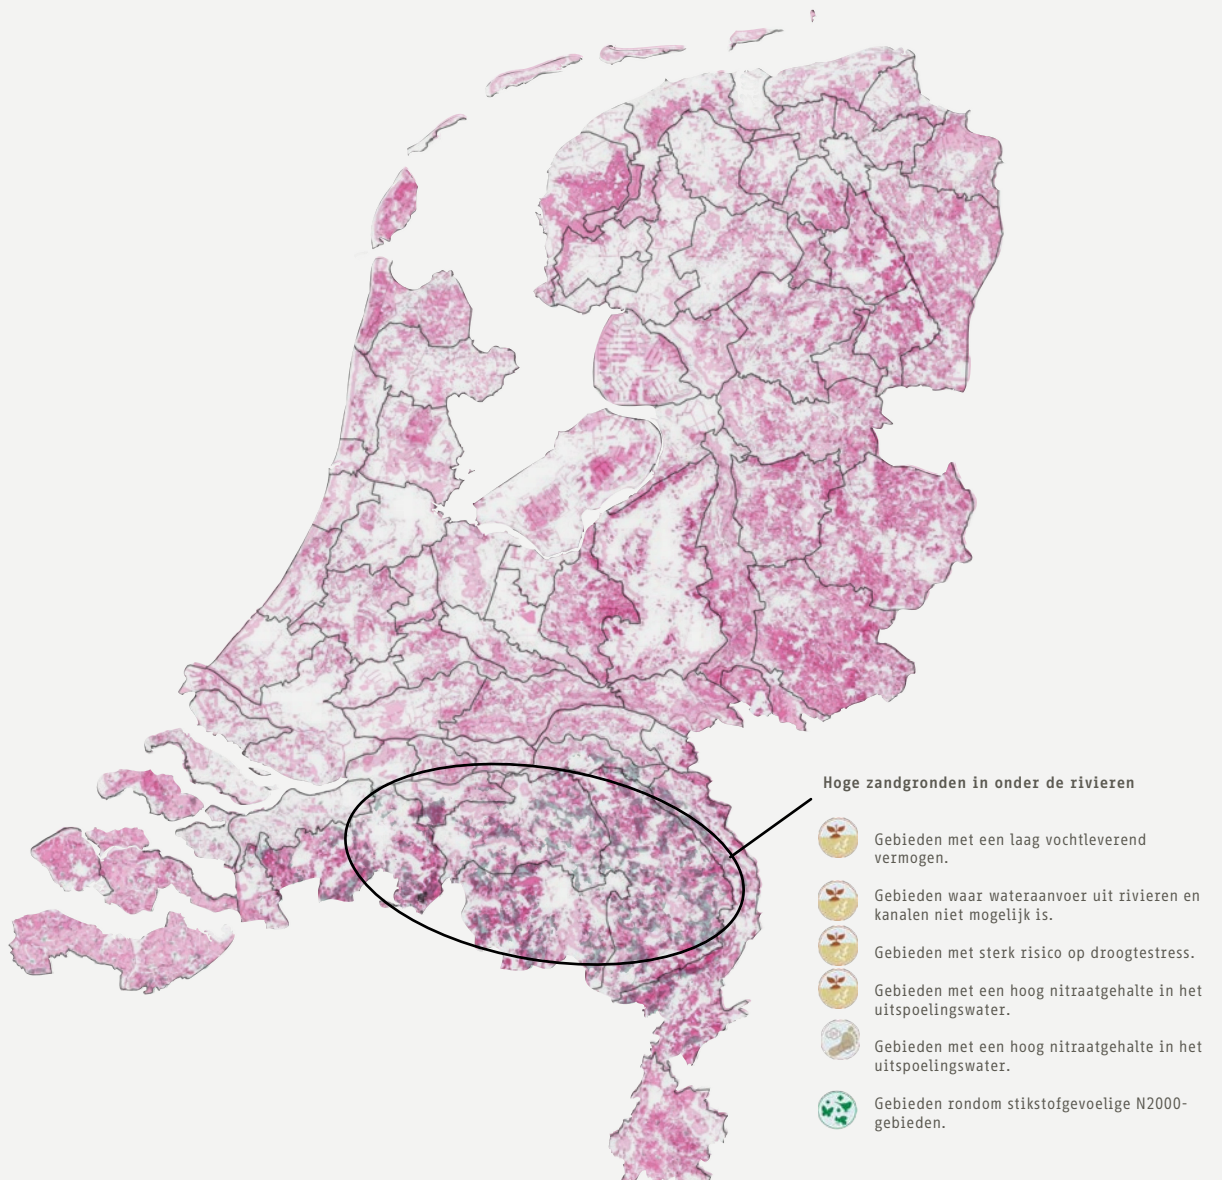 Hoge zandgronden in onder de rivieren
Gebieden met een laag vochtleverend
vermogen.
Gebieden waar wateraanvoer uit rivieren en
kanalen niet mogelijk is.
Gebieden met sterk risico op droogtestress.
Gebieden met een hoog nitraatgehalte in het
uitspoelingswater.
Gebieden met een hoog nitraatgehalte in het
uitspoelingswater.
Gebieden rondom stikstofgevoelige N2000-
gebieden.